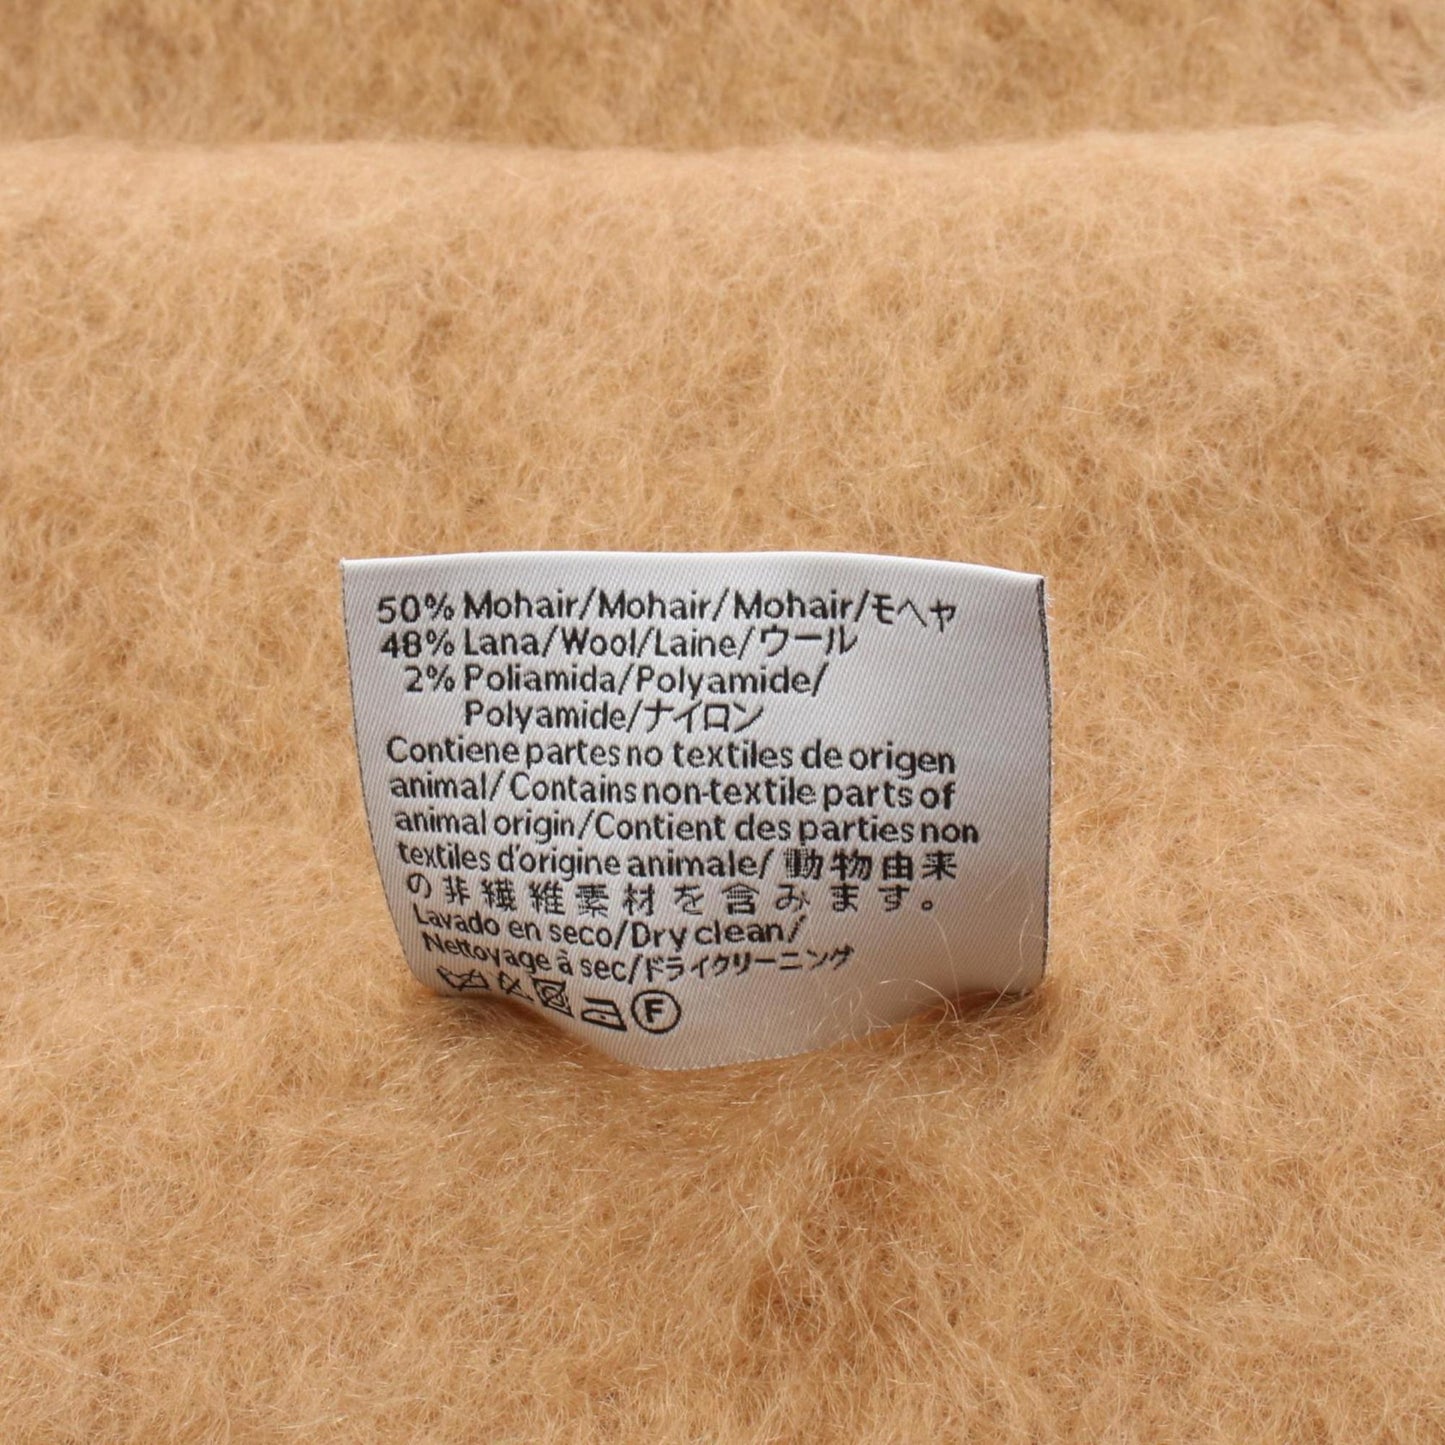 50% Mohair/Mohair/Mohair/モヘヤ
48% Lana/Wool/Laine/ウール
2% Poliamida/Polyamide/
Polyamide/ナイロン
Contiene partes no textiles de origen
animal/Contains non-textile parts of
animal origin/Contient des parties non
textiles d'origine animale/動物由来
の非繊維素材を含みます。
Lavado en seco/Dry clean/
Nettoyage à sec/ドライクリーニング
F